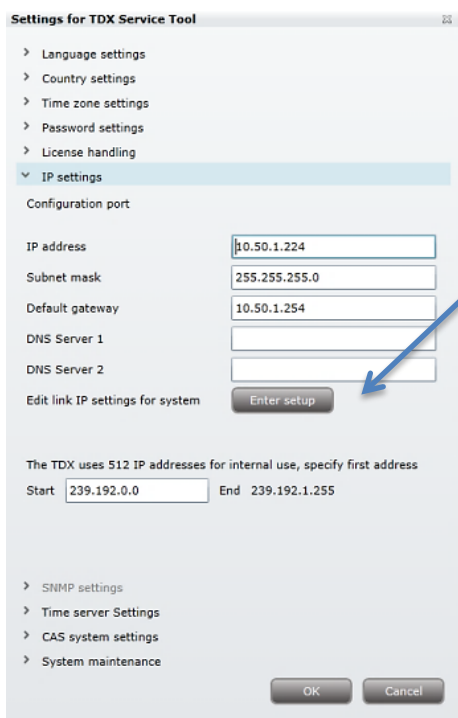 Settings for TDX Service Tool
Language settings
Country settings
Time zone settings
Password settings
License handling
IP settings
Configuration port
IP address 10.50.1.224
Subnet mask 255.255.255.0
Default gateway 10.50.1.254
DNS Server 1
DNS Server 2
Edit link IP settings for system Enter setup
The TDX uses 512 IP addresses for internal use, specify first address
Start 239.192.0.0 End 239.192.1.255
SNMP settings
Time server Settings
CAS system settings
System maintenance
OK Cancel